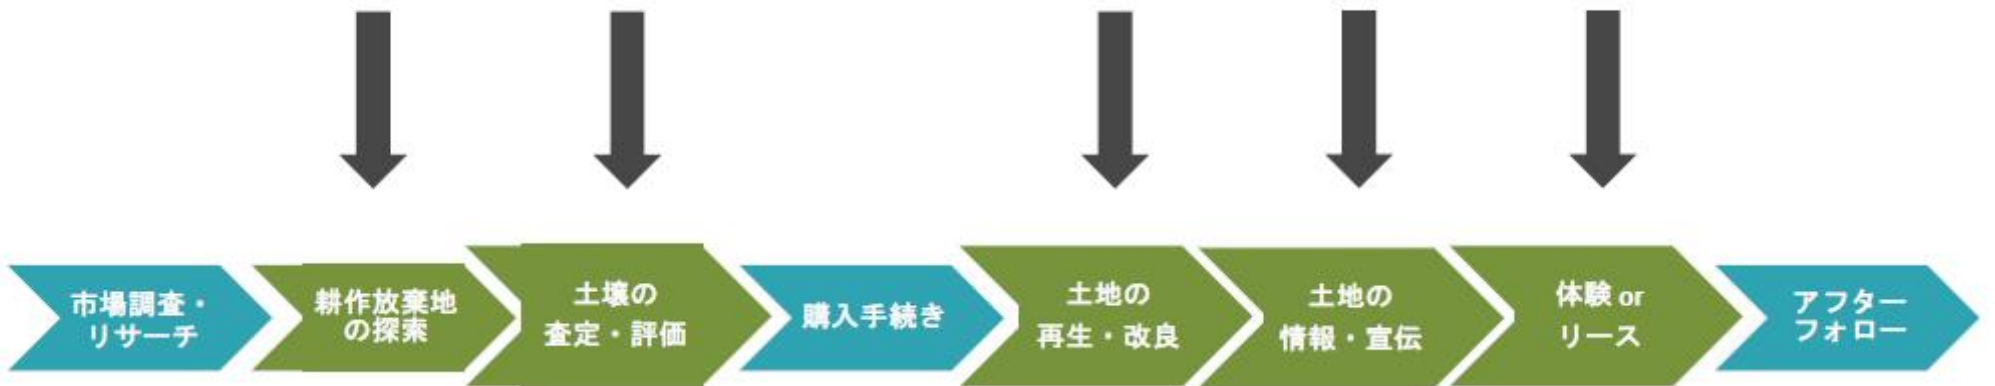 市場調査・
リサーチ
耕作放棄地
の探索
土壌の
査定・評価
購入手続き
土地の
再生・改良
土地の
情報・宣伝
体験 or
リース
アフター
フォロー